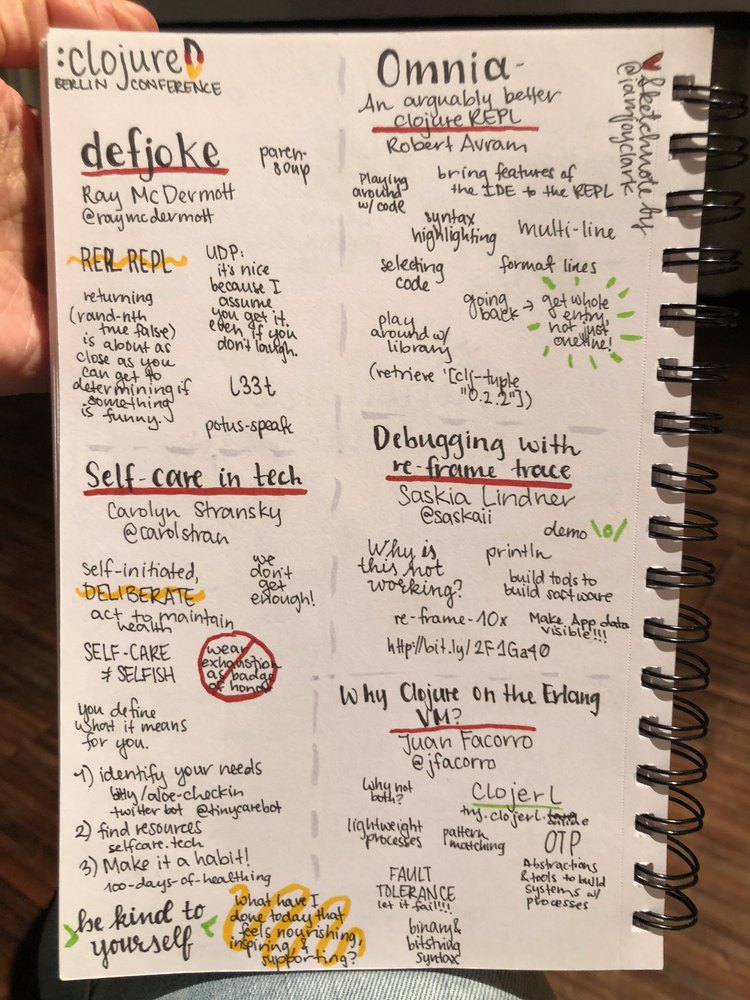 :clojureD
BERLIN CONFERENCE
defjoke
Ray McDermott
@raymcdermott
paren-
soup
REPL REPL
returning
(rand-nth
true false)
is about as
close as you
can get to
determining if
something
is funny.
UDP:
it's nice
because I
assume
you get it.
even if you
don't laugh.
l33t
potus-speak
Self-care in tech
Carolyn Stransky
@carolstran
self-initiated,
DELIBERATE
act to maintain
health
we
don't
get
enough!
SELF-CARE
≠ SELFISH
wear
exhaustion
as badge
of honor
you define
what it means
for you.
1) identify your needs
bit.ly/aloe-checkin
twitter bot @tinycarebot
2) find resources
selfcare.tech
3) Make it a habit!
100-days-of-healthing
be kind to
yourself
what have I
done today that
feels nourishing,
inspiring &
supporting?
Omnia-
An arguably better
clojure REPL
Robert Avram
Sketchnote by
@iamjoyclark
Playing
around
w/ code
bring features of
the IDE to the REPL
syntax
highlighting
multi-line
selecting
code
format lines
going
back →
get whole
entry,
not just
one line!
play
around w/
library
(retrieve '[clj-tuple
"0.2.2"])
Debugging with
re-frame trace
Saskia Lindner
@saskaii
demo \o/
Why is
this not
working?
println
build tools to
build software
re-frame-10x
Make App data
visible!!!
http://bit.ly/2F1Ga40
Why Clojure on the Erlang
VM?
Juan Facorro
@jfacorro
Why not
both?
ClojerL
try.clojerl.
lightweight
processes
pattern
matching
OTP
Abstractions
& tools to build
systems w/
processes
FAULT
TOLERANCE
let it fail!!!
binary &
bitstring
syntax